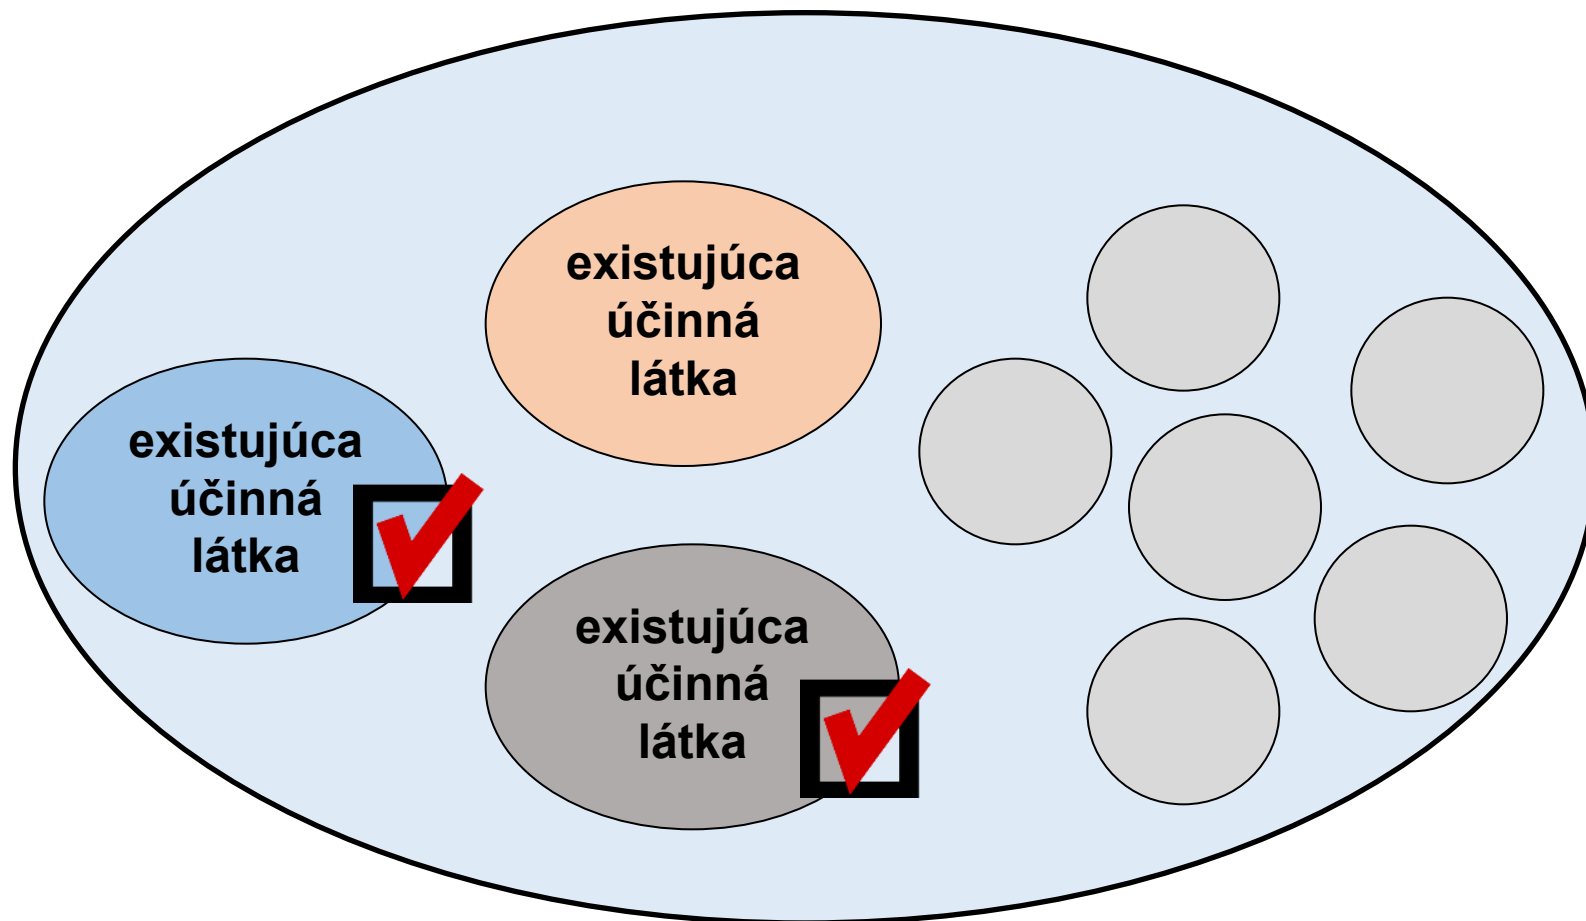 existujúca
účinná
látka
existujúca
účinná
látka
existujúca
účinná
látka